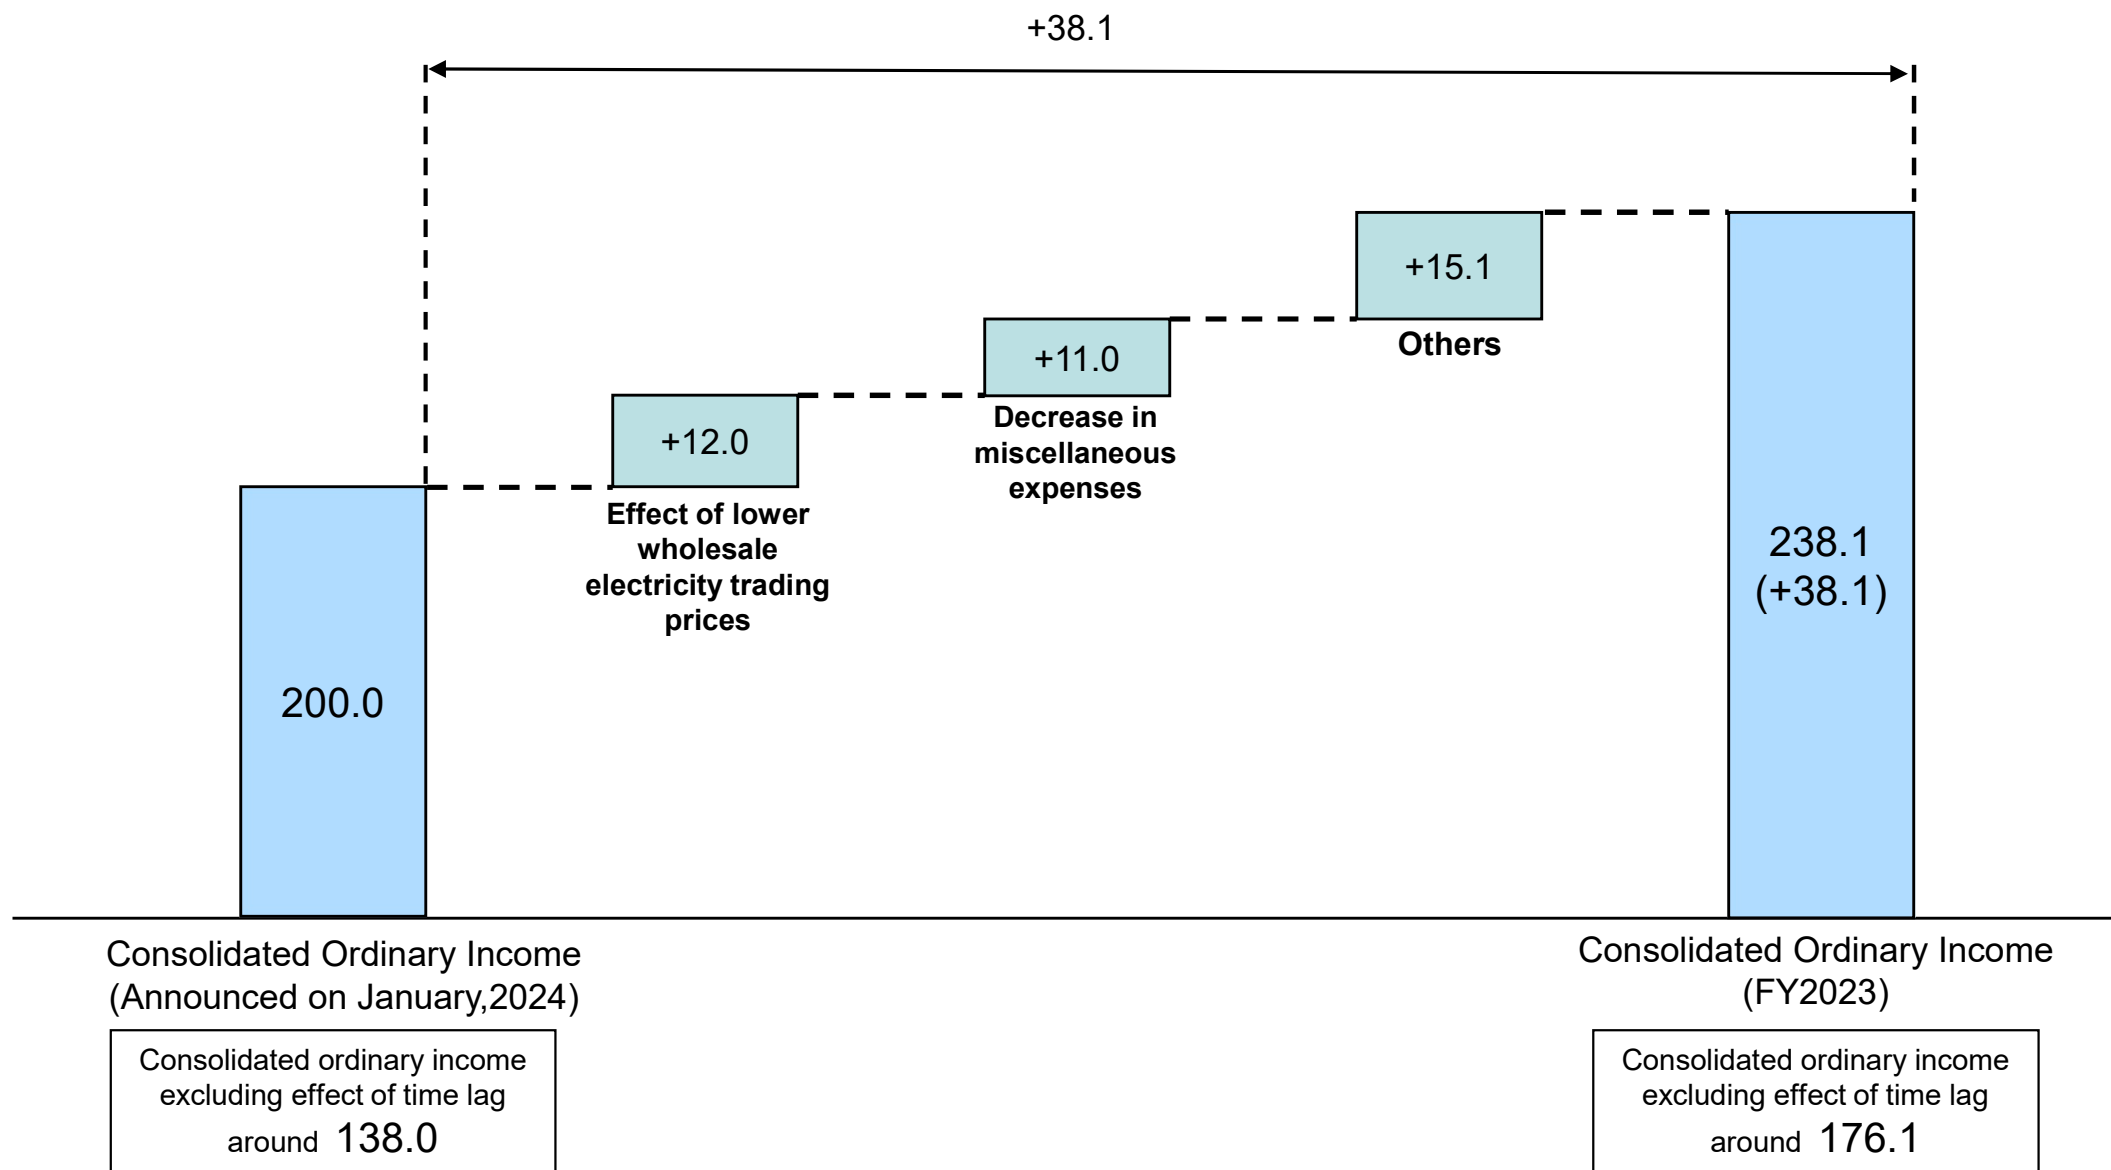 +38.1
+15.1
Others
+11.0
Decrease in
miscellaneous
expenses
+12.0
Effect of lower
wholesale
electricity trading
prices
200.0
238.1
(+38.1)
Consolidated Ordinary Income
(Announced on January,2024)
Consolidated ordinary income
excluding effect of time lag
around 138.0
Consolidated Ordinary Income
(FY2023)
Consolidated ordinary income
excluding effect of time lag
around 176.1